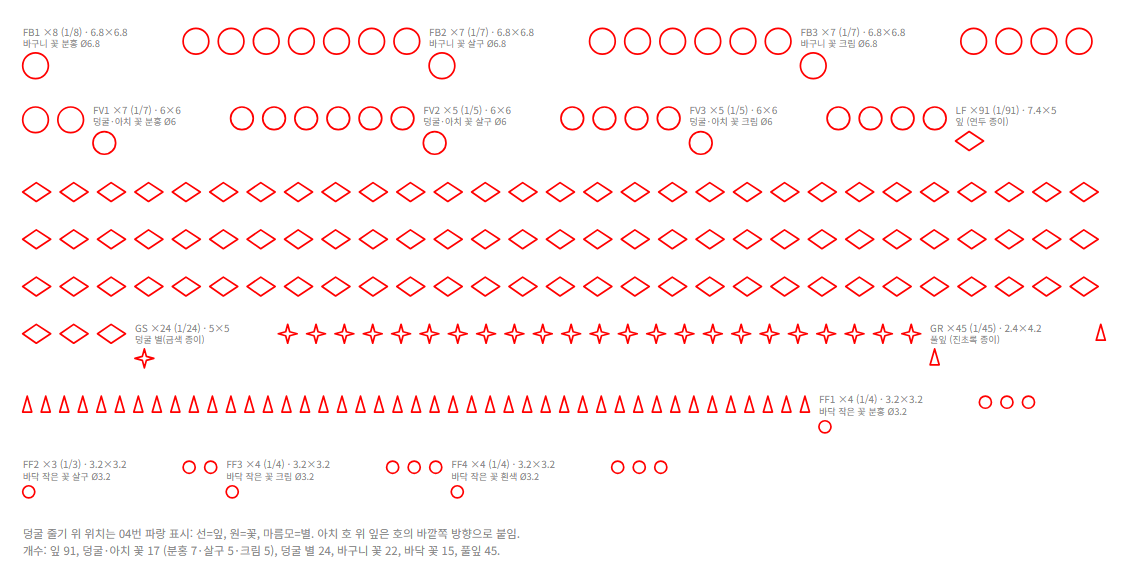 FB1 ×8 (1/8) · 6.8×6.8
바구니 꽃 분홍 Ø6.8
FB2 ×7 (1/7) · 6.8×6.8
바구니 꽃 살구 Ø6.8
FB3 ×7 (1/7) · 6.8×6.8
바구니 꽃 크림 Ø6.8
FV1 ×7 (1/7) · 6×6
덩굴·아치 꽃 분홍 Ø6
FV2 ×5 (1/5) · 6×6
덩굴·아치 꽃 살구 Ø6
FV3 ×5 (1/5) · 6×6
덩굴·아치 꽃 크림 Ø6
LF ×91 (1/91) · 7.4×5
잎 (연두 종이)
GS ×24 (1/24) · 5×5
덩굴 별(금색 종이)
GR ×45 (1/45) · 2.4×4.2
풀잎 (진초록 종이)
FF1 ×4 (1/4) · 3.2×3.2
바닥 작은 꽃 분홍 Ø3.2
FF2 ×3 (1/3) · 3.2×3.2
바닥 작은 꽃 살구 Ø3.2
FF3 ×4 (1/4) · 3.2×3.2
바닥 작은 꽃 크림 Ø3.2
FF4 ×4 (1/4) · 3.2×3.2
바닥 작은 꽃 흰색 Ø3.2
덩굴 줄기 위 위치는 04번 파랑 표시: 선=잎, 원=꽃, 마름모=별. 아치 호 위 잎은 호의 바깥쪽 방향으로 붙임.
개수: 잎 91, 덩굴·아치 꽃 17 (분홍 7·살구 5·크림 5), 덩굴 별 24, 바구니 꽃 22, 바닥 꽃 15, 풀잎 45.